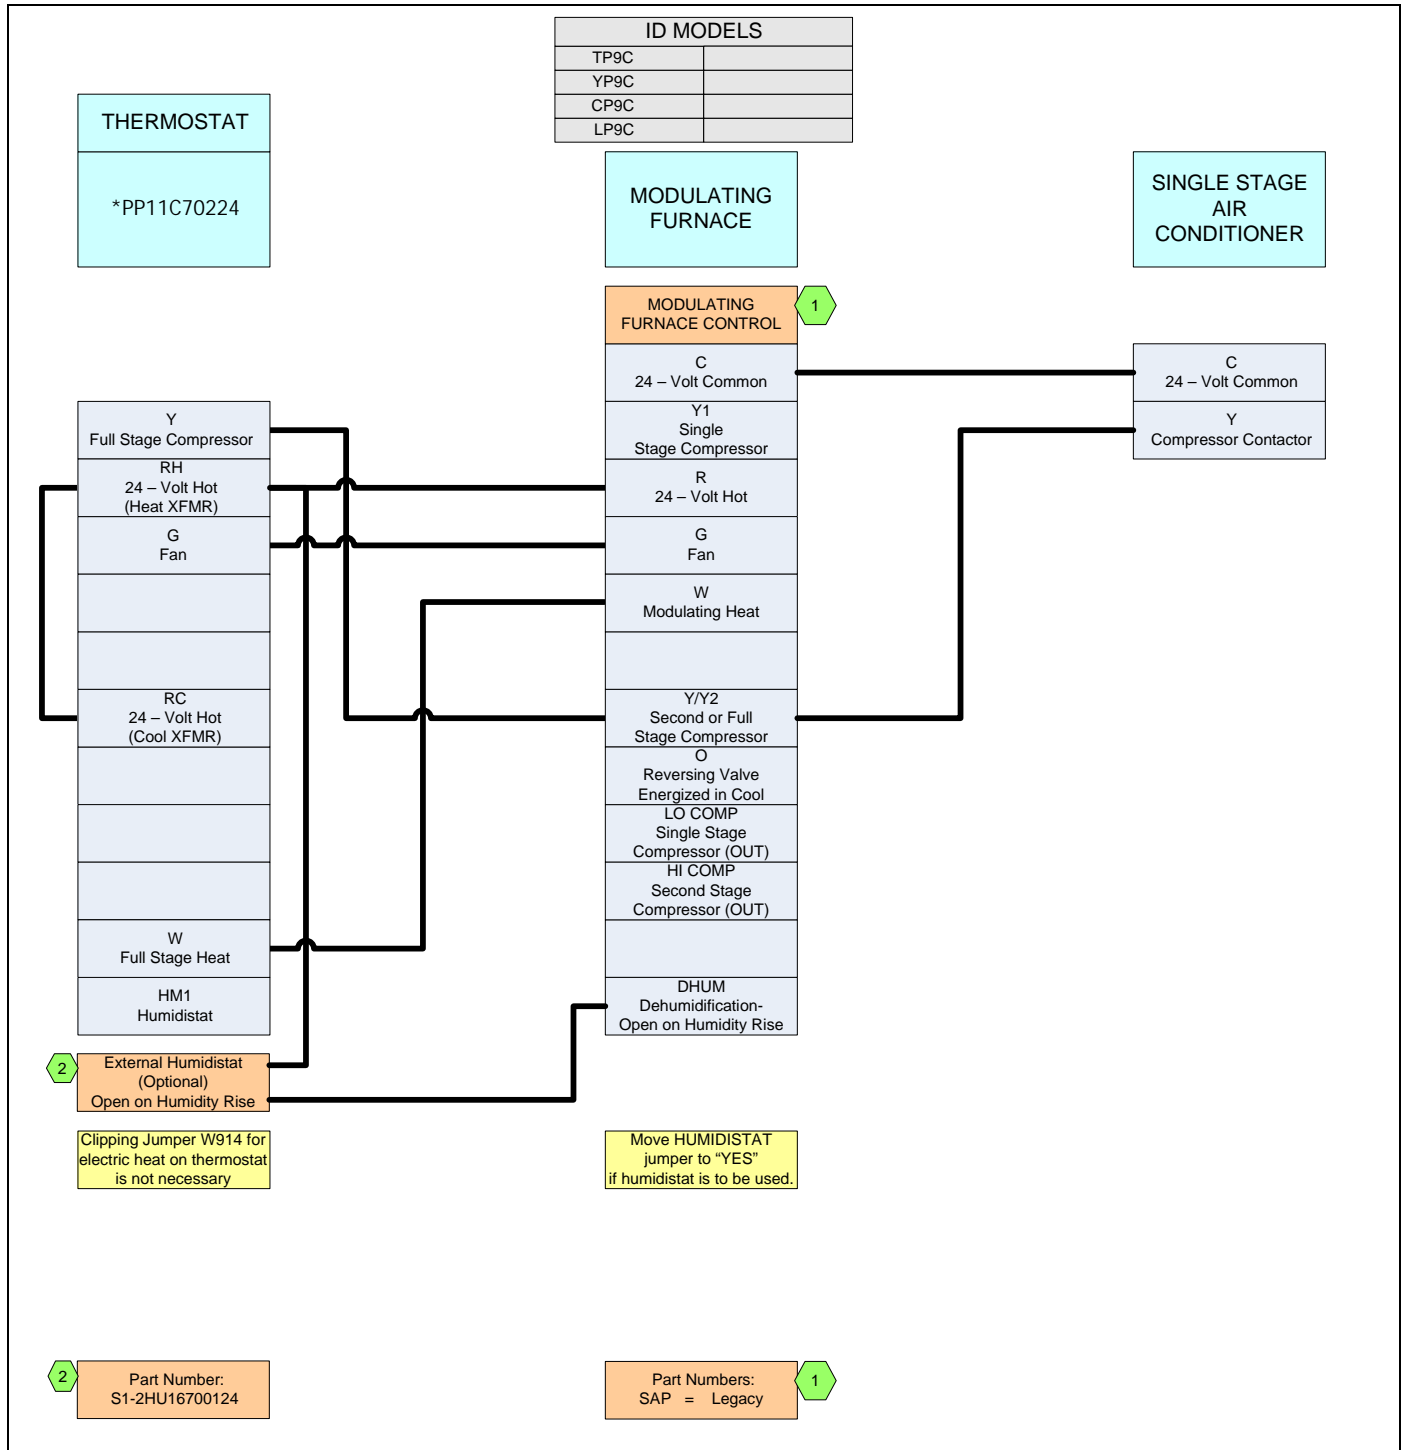 ID MODELS
TP9C
YP9C
CP9C
LP9C
THERMOSTAT
*PP11C70224
MODULATING
FURNACE
SINGLE STAGE
AIR
CONDITIONER
MODULATING
FURNACE CONTROL
1
C
24 – Volt Common
Y1
Single
Stage Compressor
R
24 – Volt Hot
G
Fan
W
Modulating Heat
Y/Y2
Second or Full
Stage Compressor
O
Reversing Valve
Energized in Cool
LO COMP
Single Stage
Compressor (OUT)
HI COMP
Second Stage
Compressor (OUT)
DHUM
Dehumidification-
Open on Humidity Rise
C
24 – Volt Common
Y
Compressor Contactor
Y
Full Stage Compressor
RH
24 – Volt Hot
(Heat XFMR)
G
Fan
RC
24 – Volt Hot
(Cool XFMR)
W
Full Stage Heat
HM1
Humidistat
2
External Humidistat
(Optional)
Open on Humidity Rise
Clipping Jumper W914 for
electric heat on thermostat
is not necessary
Move HUMIDISTAT
jumper to “YES”
if humidistat is to be used.
2
Part Number:
S1-2HU16700124
Part Numbers:
SAP = Legacy
1